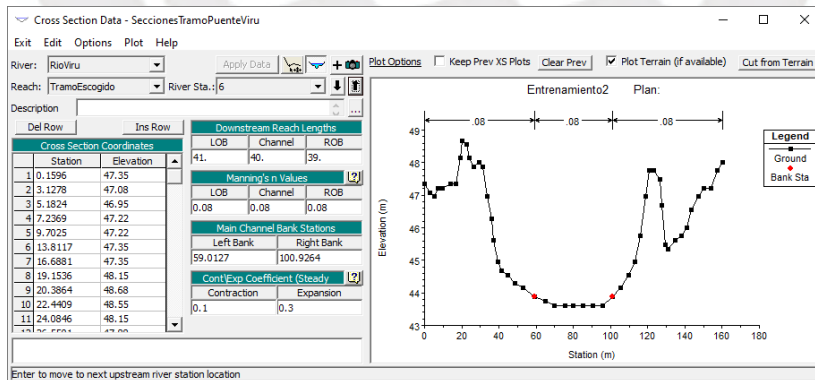 Cross Section Data - SeccionesTramoPuenteViru
Exit Edit Options Plot Help
River: RioViru Apply Data
Plot Options Keep Prev XS Plots Clear Prev Plot Terrain (if available) Cut from Terrain
Reach: TramoEscogido River Sta.: 6
Description ...
Del Row Ins Row
Cross Section Coordinates
Station Elevation
1 0.1596 47.35
2 3.1278 47.08
3 5.1824 46.95
4 7.2369 47.22
5 9.7025 47.22
6 13.8117 47.35
7 16.6881 47.35
8 19.1536 48.15
9 20.3864 48.68
10 22.4409 48.55
11 24.0846 48.15
Downstream Reach Lengths
LOB Channel ROB
41. 40. 39.
Manning's n Values
LOB Channel ROB
0.08 0.08 0.08
Main Channel Bank Stations
Left Bank Right Bank
59.0127 100.9264
Cont\Exp Coefficient (Steady
Contraction Expansion
0.1 0.3
Entrenamiento2 Plan:
.08 .08 .08
Legend
Ground
Bank Sta
Elevation (m)
49
48
47
46
45
44
43
0 20 40 60 80 100 120 140 160 180
Station (m)
Enter to move to next upstream river station location